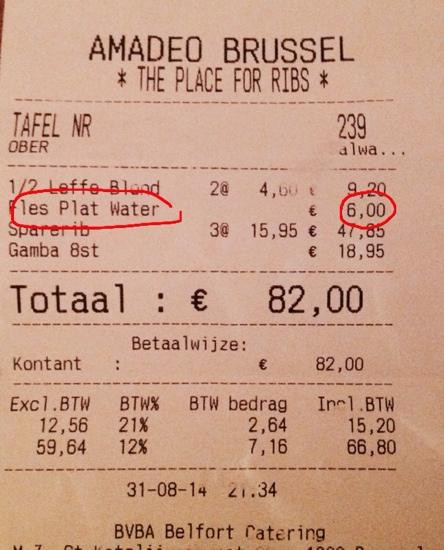 AMADEO BRUSSEL
* THE PLACE FOR RIBS *
TAFEL NR 239
OBER alwa...
1/2 Leffe Blond 2@ 4,60 € 9,20
Fles Plat Water € 6,00
Sparerib 3@ 15,95 € 47,85
Gamba 8st € 18,95
Totaal : € 82,00
Betaalwijze:
Kontant : € 82,00
Excl.BTW BTW% BTW bedrag Incl.BTW
12,56 21% 2,64 15,20
59,64 12% 7,16 66,80
31-08-14 21:34
BVBA Belfort Catering